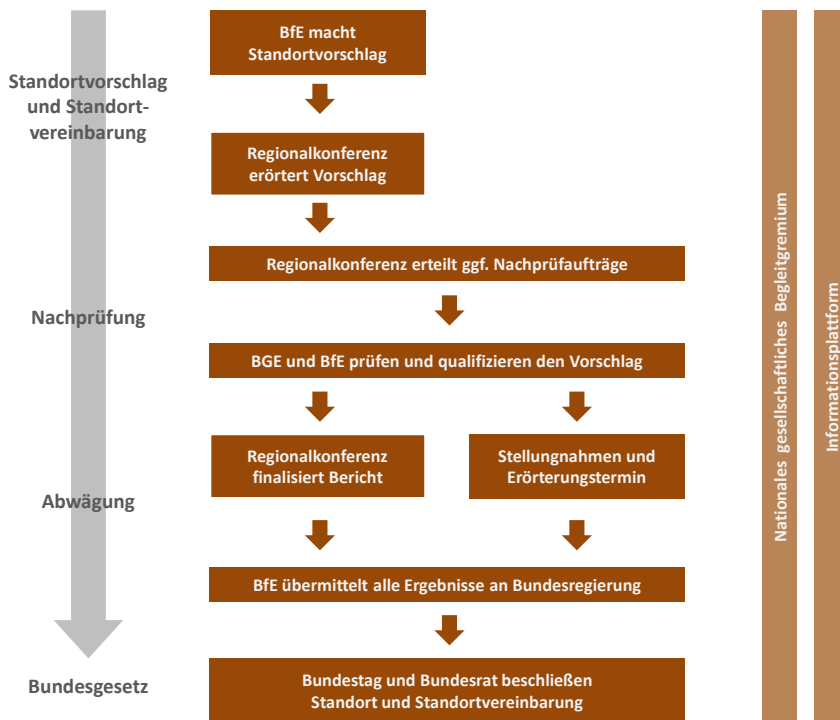 BfE macht
Standortvorschlag
Standortvorschlag
und Standort-
vereinbarung
Regionalkonferenz
erörtert Vorschlag
Regionalkonferenz erteilt ggf. Nachprüfaufträge
Nachprüfung
BGE und BfE prüfen und qualifizieren den Vorschlag
Regionalkonferenz
finalisiert Bericht
Stellungnahmen und
Erörterungstermin
Abwägung
BfE übermittelt alle Ergebnisse an Bundesregierung
Bundesgesetz
Bundestag und Bundesrat beschließen
Standort und Standortvereinbarung
Nationales gesellschaftliches Begleitgremium
Informationsplattform